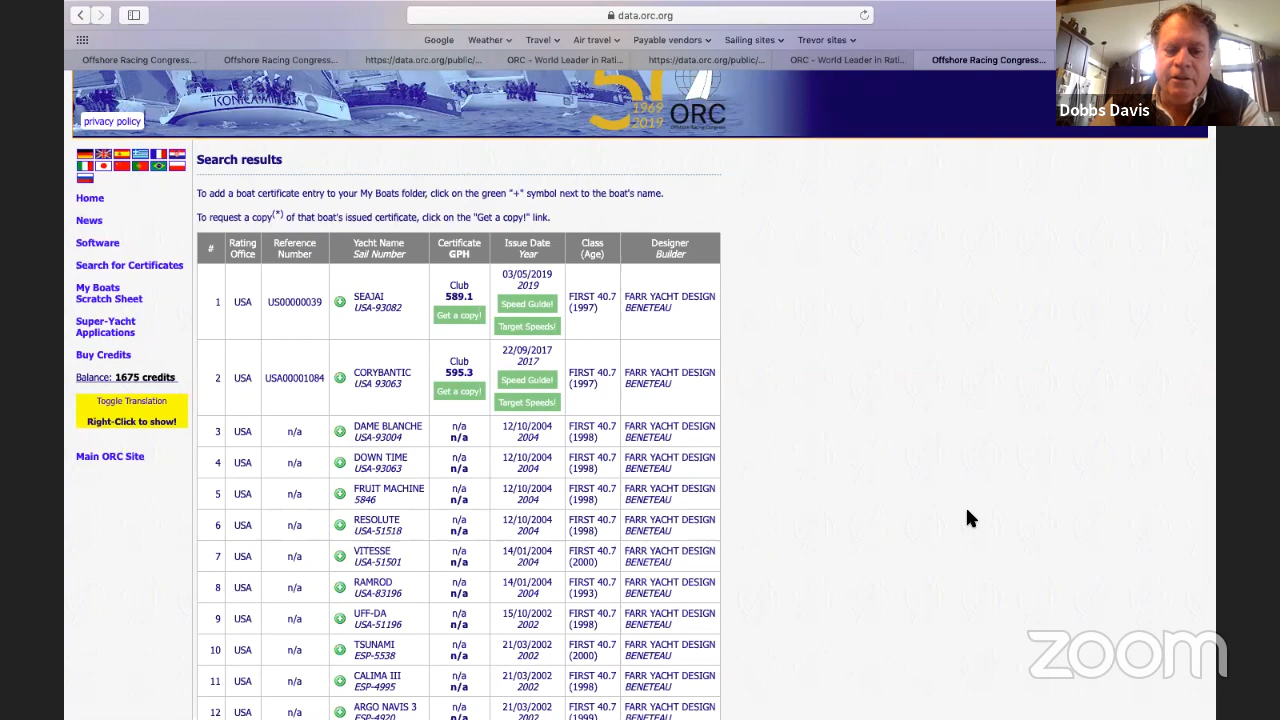 data.orc.org
Google Weather Travel Air travel Payable vendors Sailing sites Trevor sites
Offshore Racing Congress... Offshore Racing Congress... https://data.orc.org/public/... ORC - World Leader in Rati... https://data.orc.org/public/... ORC - World Leader in Rati... Offshore Racing Congress...
Dobbs Davis
KONICA MINOLTA
1969
2019
ORC
Offshore Racing Congress
privacy policy
Home
News
Software
Search for Certificates
My Boats
Scratch Sheet
Super-Yacht
Applications
Buy Credits
Balance: 1675 credits
Toggle Translation
Right-Click to show!
Main ORC Site
Search results
To add a boat certificate entry to your My Boats folder, click on the green "+" symbol next to the boat's name.
To request a copy(*) of that boat's issued certificate, click on the "Get a copy!" link.
# Rating Office Reference Number Yacht Name Sail Number Certificate GPH Issue Date Year Class (Age) Designer Builder
1 USA US00000039 SEAJAI USA-93082 Club 589.1 Get a copy! 03/05/2019 2019 Speed Guide! Target Speeds! FIRST 40.7 (1997) FARR YACHT DESIGN BENETEAU
2 USA USA00001084 CORYBANTIC USA 93063 Club 595.3 Get a copy! 22/09/2017 2017 Speed Guide! Target Speeds! FIRST 40.7 (1997) FARR YACHT DESIGN BENETEAU
3 USA n/a DAME BLANCHE USA-93004 n/a n/a 12/10/2004 2004 FIRST 40.7 (1998) FARR YACHT DESIGN BENETEAU
4 USA n/a DOWN TIME USA-93063 n/a n/a 12/10/2004 2004 FIRST 40.7 (1998) FARR YACHT DESIGN BENETEAU
5 USA n/a FRUIT MACHINE 5846 n/a n/a 12/10/2004 2004 FIRST 40.7 (1998) FARR YACHT DESIGN BENETEAU
6 USA n/a RESOLUTE USA-51518 n/a n/a 12/10/2004 2004 FIRST 40.7 (1998) FARR YACHT DESIGN BENETEAU
7 USA n/a VITESSE USA-51501 n/a n/a 14/01/2004 2004 FIRST 40.7 (2000) FARR YACHT DESIGN BENETEAU
8 USA n/a RAMROD USA-83196 n/a n/a 14/01/2004 2004 FIRST 40.7 (1993) FARR YACHT DESIGN BENETEAU
9 USA n/a UFF-DA USA-51196 n/a n/a 15/10/2002 2002 FIRST 40.7 (1998) FARR YACHT DESIGN BENETEAU
10 USA n/a TSUNAMI ESP-5538 n/a n/a 21/03/2002 2002 FIRST 40.7 (2000) FARR YACHT DESIGN BENETEAU
11 USA n/a CALIMA III ESP-4995 n/a n/a 21/03/2002 2002 FIRST 40.7 (1998) FARR YACHT DESIGN BENETEAU
12 USA n/a ARGO NAVIS 3 ESP-4920 n/a n/a 21/03/2002 2002 FIRST 40.7 (1999) FARR YACHT DESIGN BENETEAU
zoom